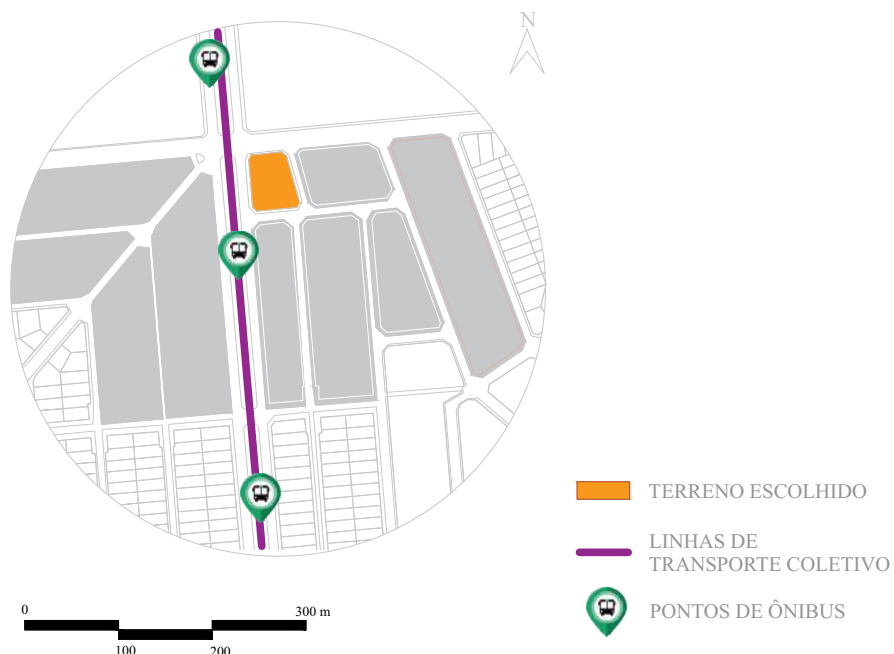 N
TERRENO ESCOLHIDO
LINHAS DE
TRANSPORTE COLETIVO
PONTOS DE ÔNIBUS
0 300 m
100 200